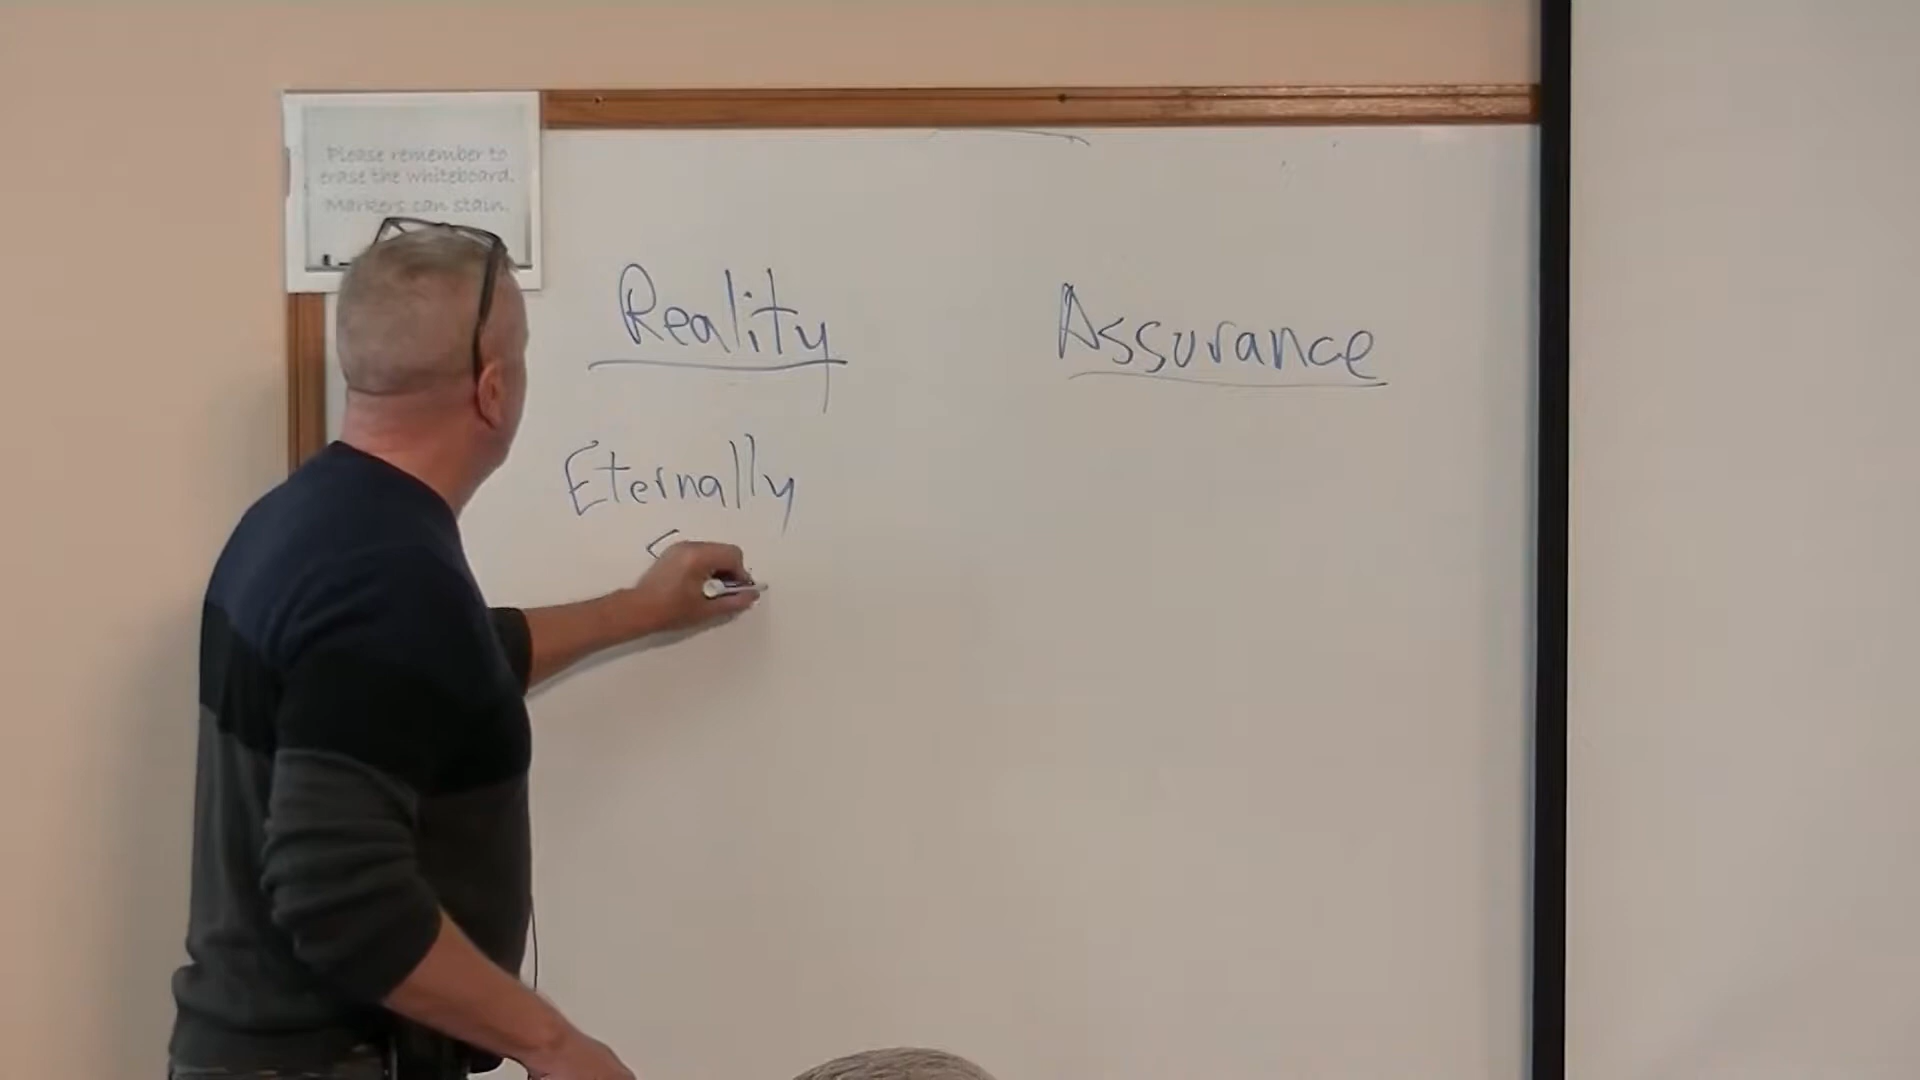 Please remember to
erase the whiteboard.
Markers can stain.
Reality
Assurance
Eternally